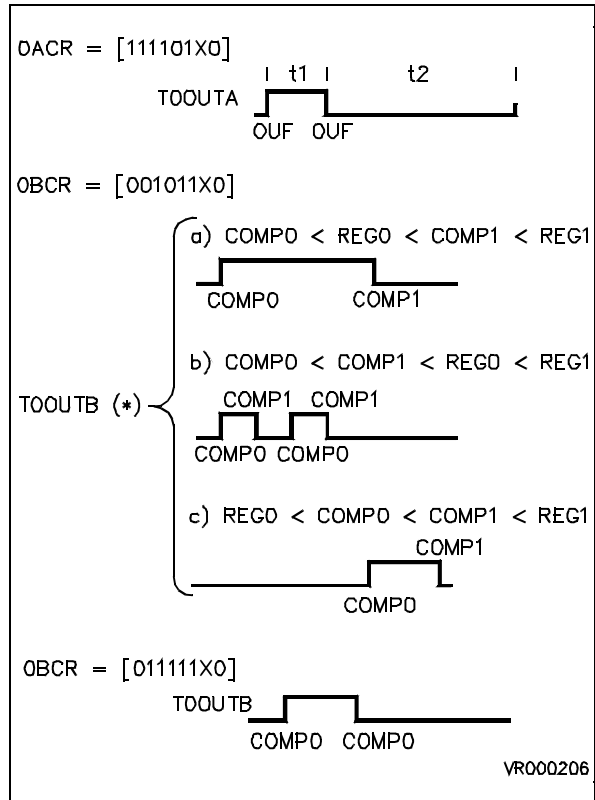 OACR = [111101X0]
t1 t2
TOOUTA
OUF OUF
OBCR = [001011X0]
a) COMP0 < REG0 < COMP1 < REG1
COMP0 COMP1
b) COMP0 < COMP1 < REG0 < REG1
TOOUTB (*)
COMP1 COMP1
COMP0 COMP0
c) REG0 < COMP0 < COMP1 < REG1
COMP1
COMP0
OBCR = [011111X0]
TOOUTB
COMP0 COMP0
VR000206